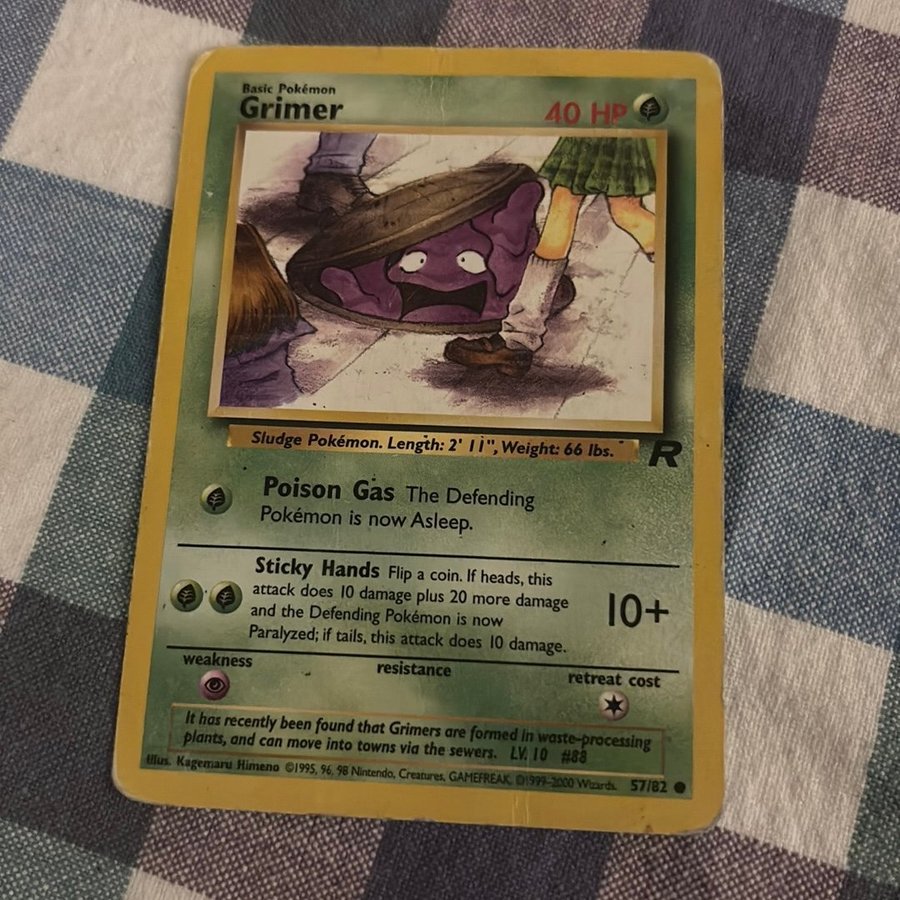 Basic Pokémon
Grimer 40 HP
Sludge Pokémon. Length: 2' 11", Weight: 66 lbs.
R
Poison Gas The Defending
Pokémon is now Asleep.
Sticky Hands Flip a coin. If heads, this
attack does 10 damage plus 20 more damage
and the Defending Pokémon is now
Paralyzed; if tails, this attack does 10 damage.
10+
weakness resistance retreat cost
It has recently been found that Grimers are formed in waste-processing
plants, and can move into towns via the sewers. LV. 10 #88
Illus. Kagemaru Himeno ©1995, 96, 98 Nintendo, Creatures, GAMEFREAK. ©1999-2000 Wizards. 57/82